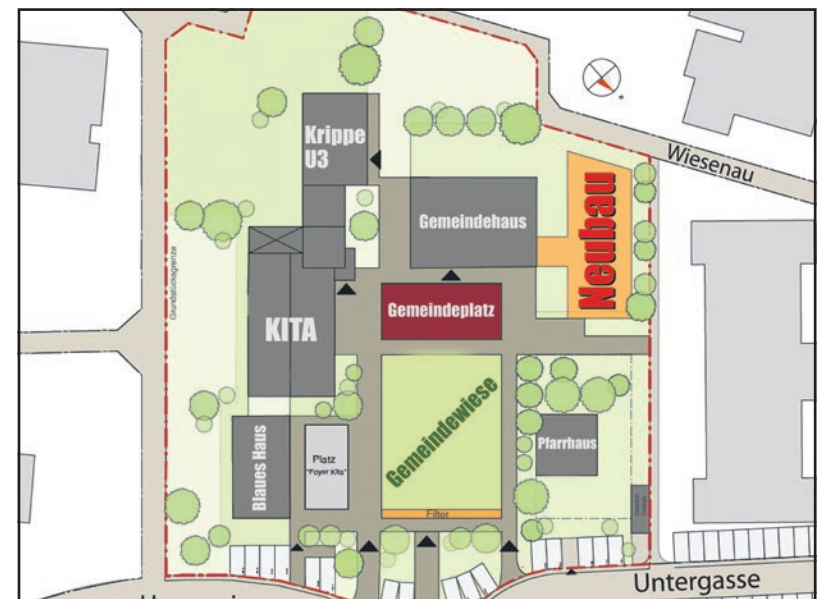 Krippe
U3
Wiesenau
Gemeindehaus
Neubau
Grundstücksgrenze
Gemeindeplatz
KITA
Gemeindewiese
Pfarrhaus
Blaues Haus
Platz
"Foyer Kita"
Filter
Untergasse